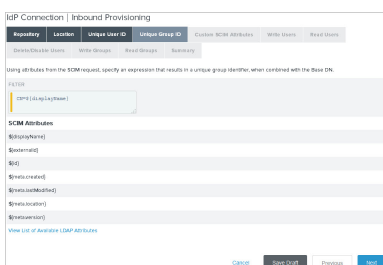 IdP Connection | Inbound Provisioning
Repository Location Unique User ID Unique Group ID Custom SCIM Attributes Write Users Read Users
Delete/Disable Users Write Groups Read Groups Summary
Using attributes from the SCIM request, specify an expression that results in a unique group identifier, when combined with the Base DN.
FILTER
CN=${displayName}
SCIM Attributes
${displayName}
${externalId}
${id}
${meta.created}
${meta.lastModified}
${meta.location}
${meta.version}
View List of Available LDAP Attributes
Cancel Save Draft Previous Next